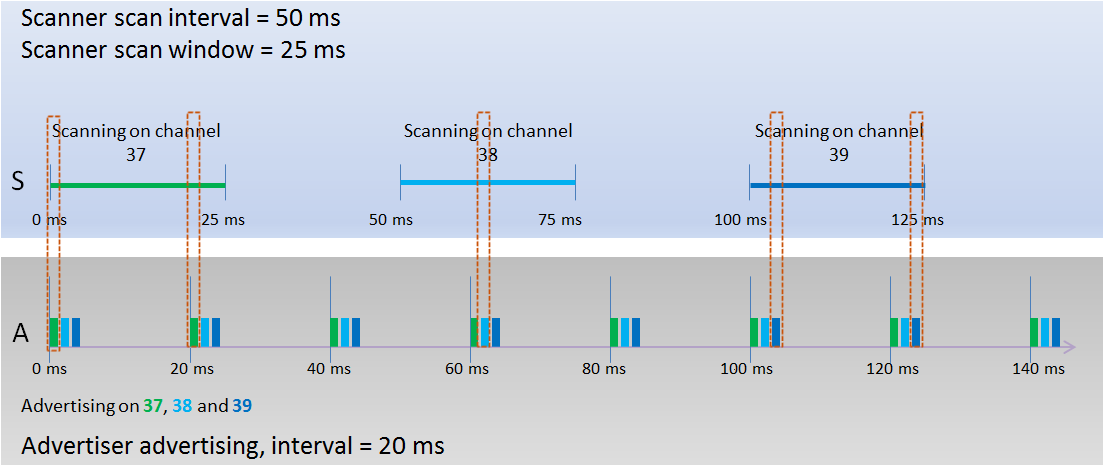 Scanner scan interval = 50 ms
Scanner scan window = 25 ms
Scanning on channel 37
Scanning on channel 38
Scanning on channel 39
S
0 ms 25 ms 50 ms 75 ms 100 ms 125 ms
A
0 ms 20 ms 40 ms 60 ms 80 ms 100 ms 120 ms 140 ms
Advertising on 37, 38 and 39
Advertiser advertising, interval = 20 ms